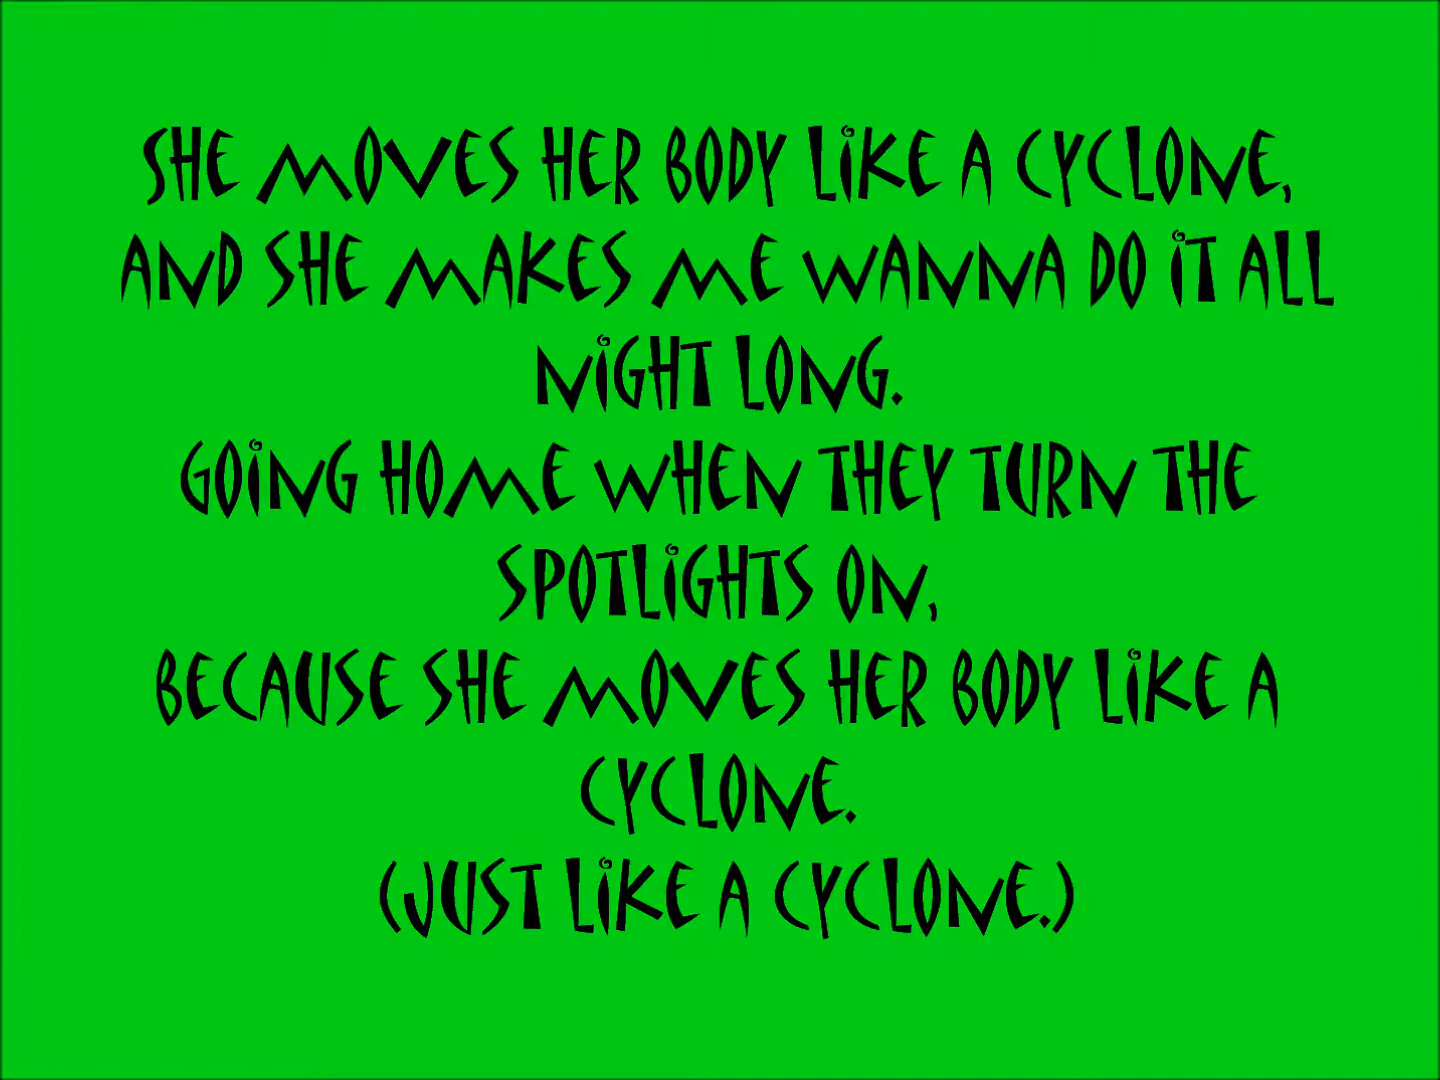 SHE MOVES HER BODY LIKE A CYCLONE,
AND SHE MAKES ME WANNA DO IT ALL
NIGHT LONG.
GOING HOME WHEN THEY TURN THE
SPOTLIGHTS ON,
BECAUSE SHE MOVES HER BODY LIKE A
CYCLONE.
(JUST LIKE A CYCLONE.)